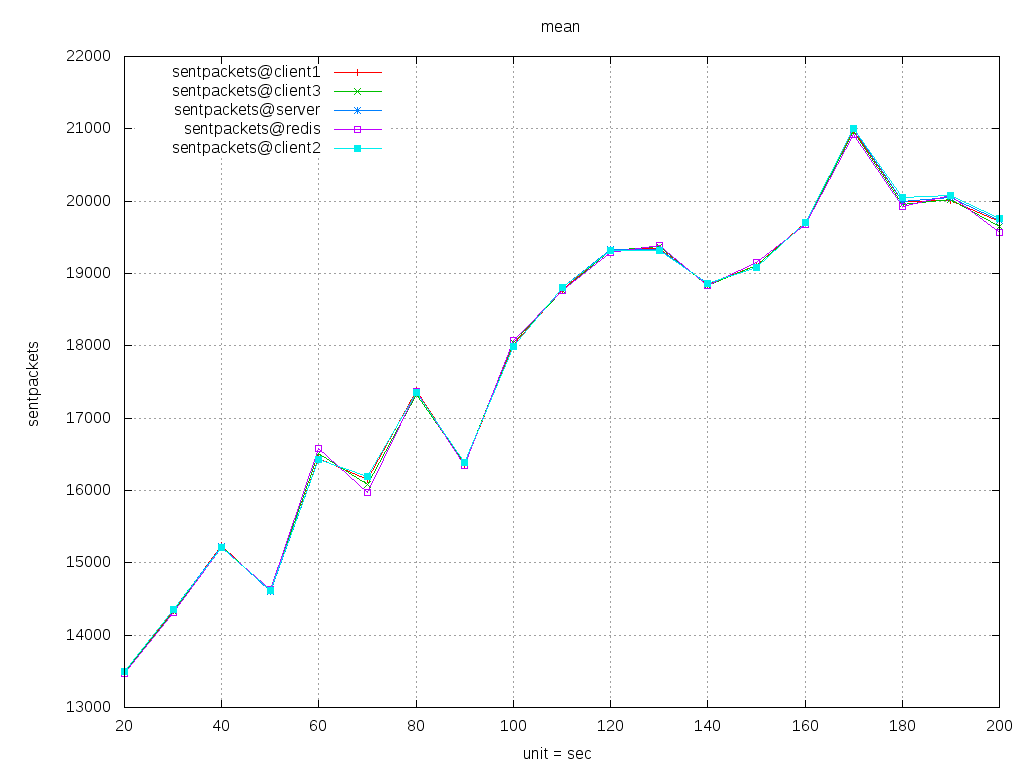 mean
22000
21000
20000
19000
18000
17000
16000
15000
14000
13000
sentpackets
sentpackets@client1
sentpackets@client3
sentpackets@server
sentpackets@redis
sentpackets@client2
20 40 60 80 100 120 140 160 180 200
unit = sec